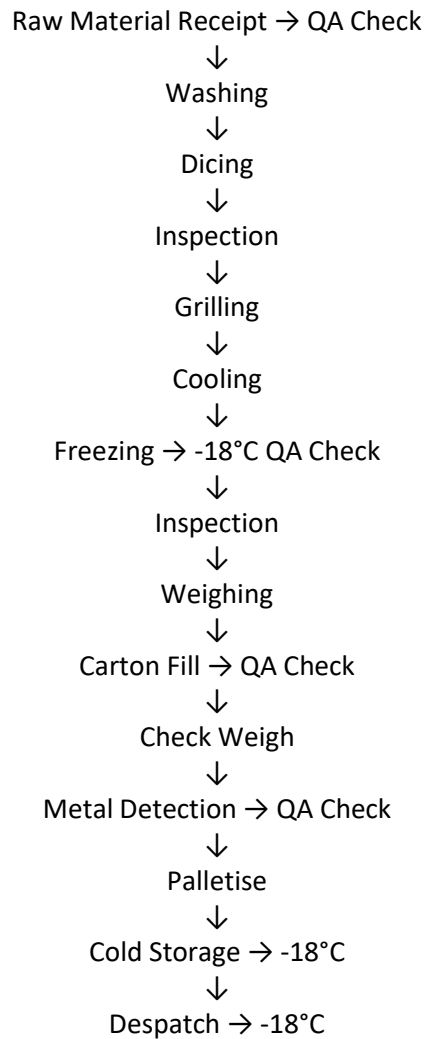 Raw Material Receipt → QA Check
↓
Washing
↓
Dicing
↓
Inspection
↓
Grilling
↓
Cooling
↓
Freezing → -18°C QA Check
↓
Inspection
↓
Weighing
↓
Carton Fill → QA Check
↓
Check Weigh
↓
Metal Detection → QA Check
↓
Palletise
↓
Cold Storage → -18°C
↓
Despatch → -18°C